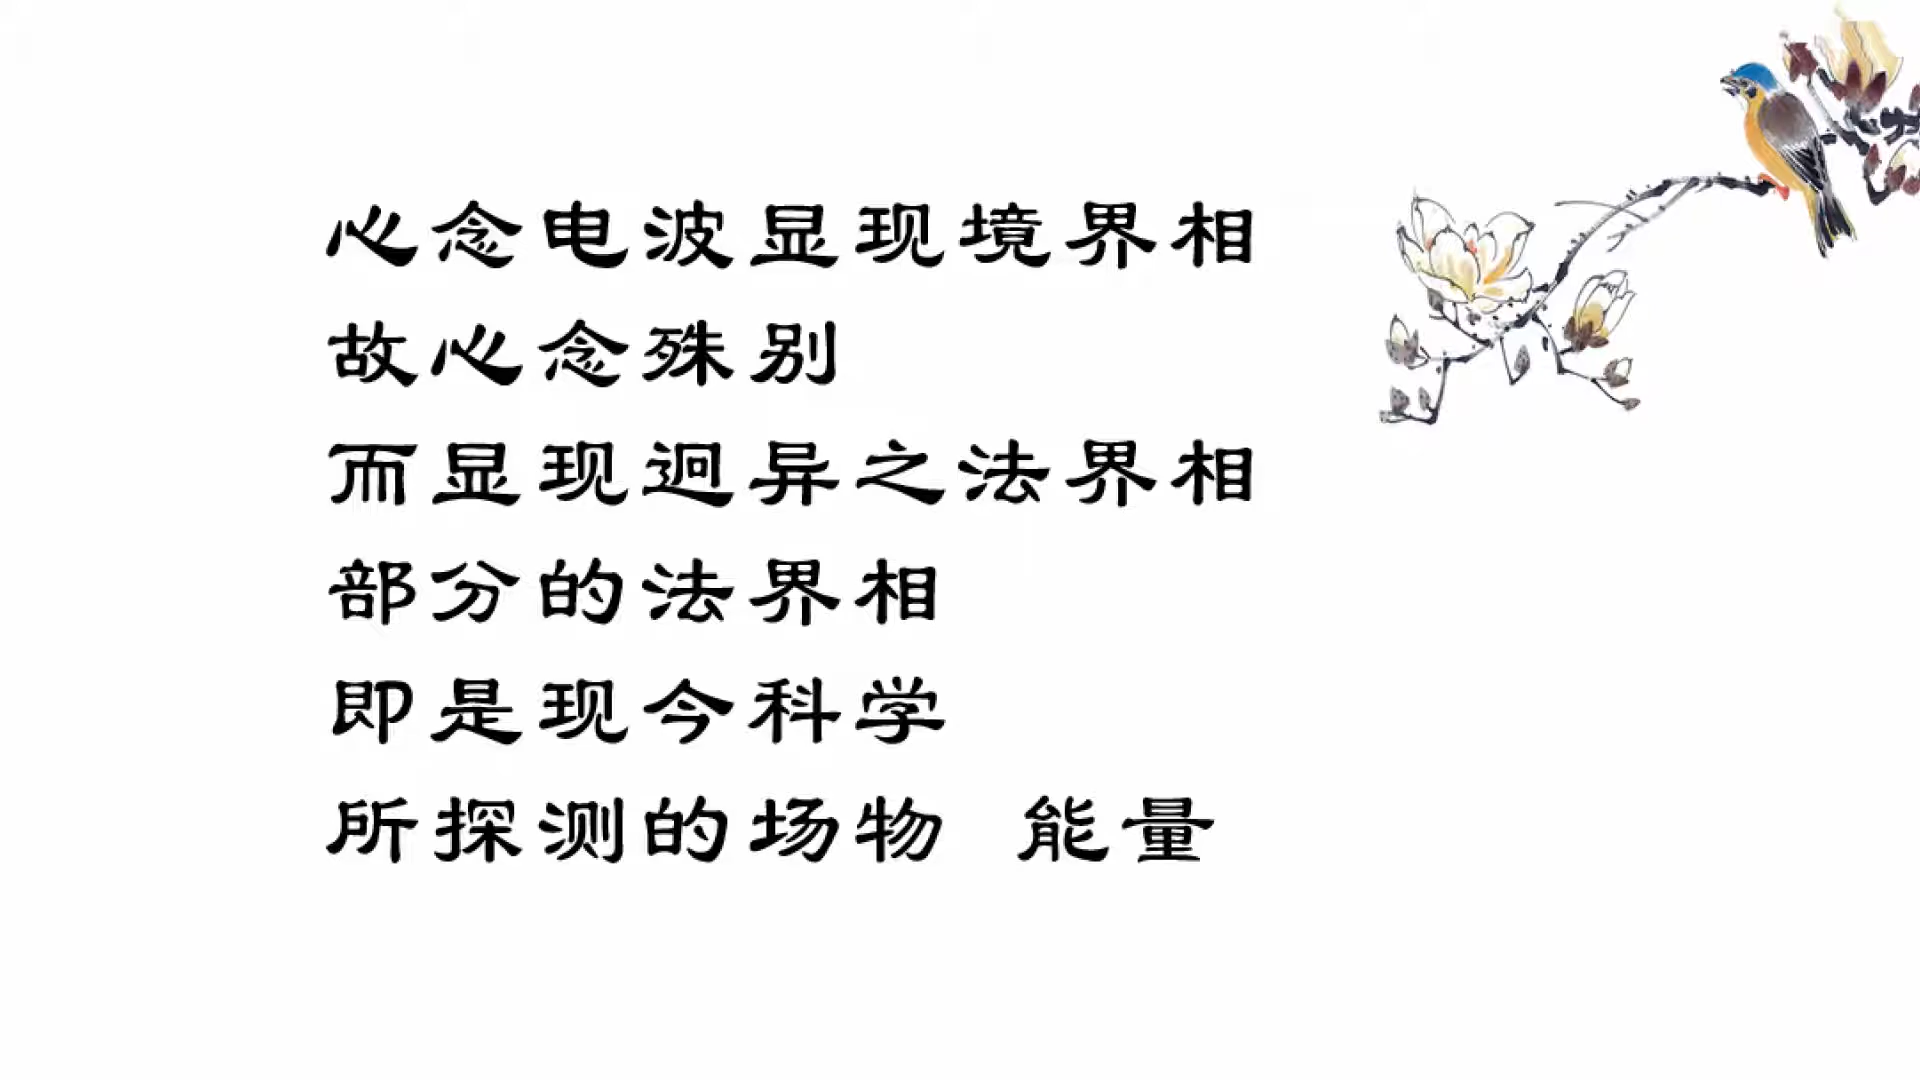 心念电波显现境界相
故心念殊别
而显现迥异之法界相
部分的法界相
即是现今科学
所探测的场物 能量